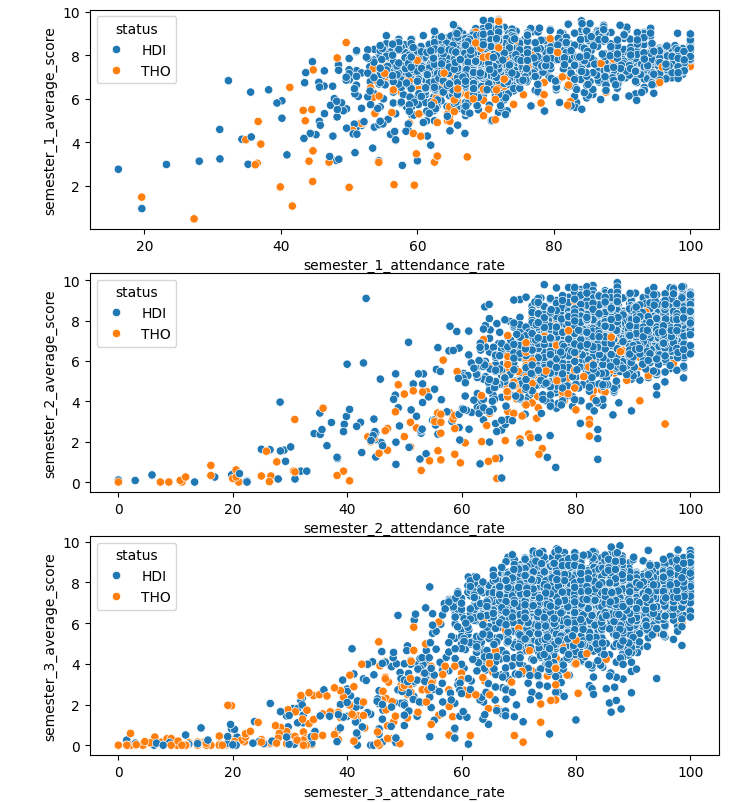 semester_1_average_score
10
8
6
4
2
status
HDI
THO
20
40
60
80
100
semester_1_attendance_rate
semester_2_average_score
10
8
6
4
2
0
status
HDI
THO
0
20
40
60
80
100
semester_2_attendance_rate
semester_3_average_score
10
8
6
4
2
0
status
HDI
THO
0
20
40
60
80
100
semester_3_attendance_rate